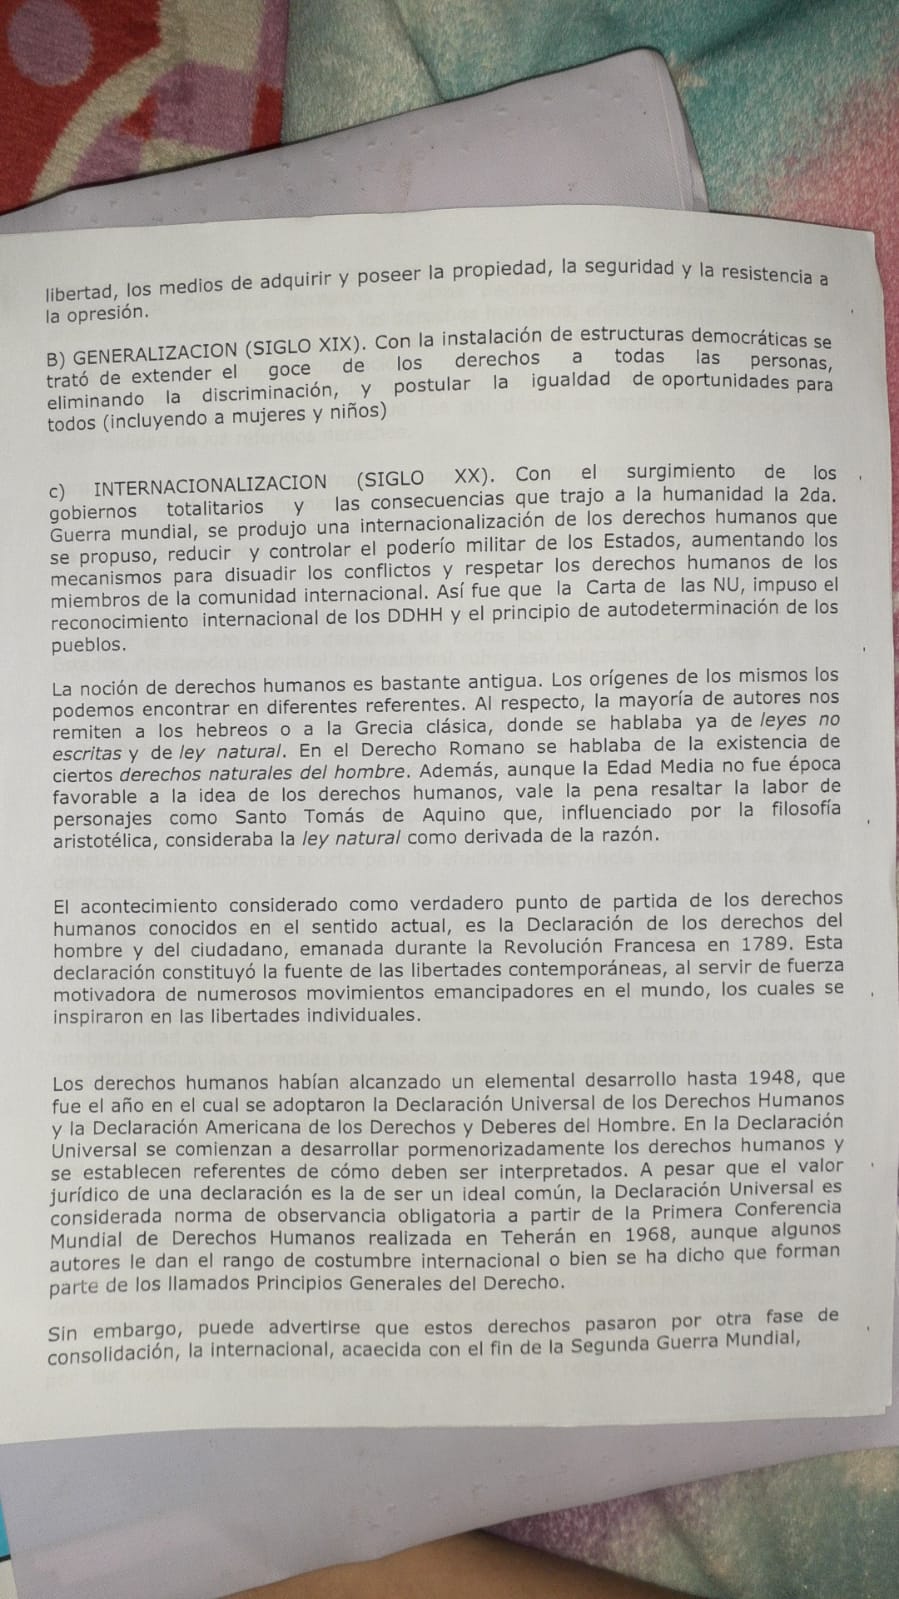 libertad, los medios de adquirir y poseer la propiedad, la seguridad y la resistencia a
la opresión.
B) GENERALIZACION (SIGLO XIX). Con la instalación de estructuras democráticas se
trató de extender el goce de los derechos a todas las personas,
eliminando la discriminación, y postular la igualdad de oportunidades para
todos (incluyendo a mujeres y niños)
c) INTERNACIONALIZACION (SIGLO XX). Con el surgimiento de los
gobiernos totalitarios y las consecuencias que trajo a la humanidad la 2da.
Guerra mundial, se produjo una internacionalización de los derechos humanos que
se propuso, reducir y controlar el poderío militar de los Estados, aumentando los
mecanismos para disuadir los conflictos y respetar los derechos humanos de los
miembros de la comunidad internacional. Así fue que la Carta de las NU, impuso el
reconocimiento internacional de los DDHH y el principio de autodeterminación de los
pueblos.
La noción de derechos humanos es bastante antigua. Los orígenes de los mismos los
podemos encontrar en diferentes referentes. Al respecto, la mayoría de autores nos
remiten a los hebreos o a la Grecia clásica, donde se hablaba ya de leyes no
escritas y de ley natural. En el Derecho Romano se hablaba de la existencia de
ciertos derechos naturales del hombre. Además, aunque la Edad Media no fue época
favorable a la idea de los derechos humanos, vale la pena resaltar la labor de
personajes como Santo Tomás de Aquino que, influenciado por la filosofía
aristotélica, consideraba la ley natural como derivada de la razón.
El acontecimiento considerado como verdadero punto de partida de los derechos
humanos conocidos en el sentido actual, es la Declaración de los derechos del
hombre y del ciudadano, emanada durante la Revolución Francesa en 1789. Esta
declaración constituyó la fuente de las libertades contemporáneas, al servir de fuerza
motivadora de numerosos movimientos emancipadores en el mundo, los cuales se
inspiraron en las libertades individuales.
Los derechos humanos habían alcanzado un elemental desarrollo hasta 1948, que
fue el año en el cual se adoptaron la Declaración Universal de los Derechos Humanos
y la Declaración Americana de los Derechos y Deberes del Hombre. En la Declaración
Universal se comienzan a desarrollar pormenorizadamente los derechos humanos y
se establecen referentes de cómo deben ser interpretados. A pesar que el valor
jurídico de una declaración es la de ser un ideal común, la Declaración Universal es
considerada norma de observancia obligatoria a partir de la Primera Conferencia
Mundial de Derechos Humanos realizada en Teherán en 1968, aunque algunos
autores le dan el rango de costumbre internacional o bien se ha dicho que forman
parte de los llamados Principios Generales del Derecho.
Sin embargo, puede advertirse que estos derechos pasaron por otra fase de
consolidación, la internacional, acaecida con el fin de la Segunda Guerra Mundial,